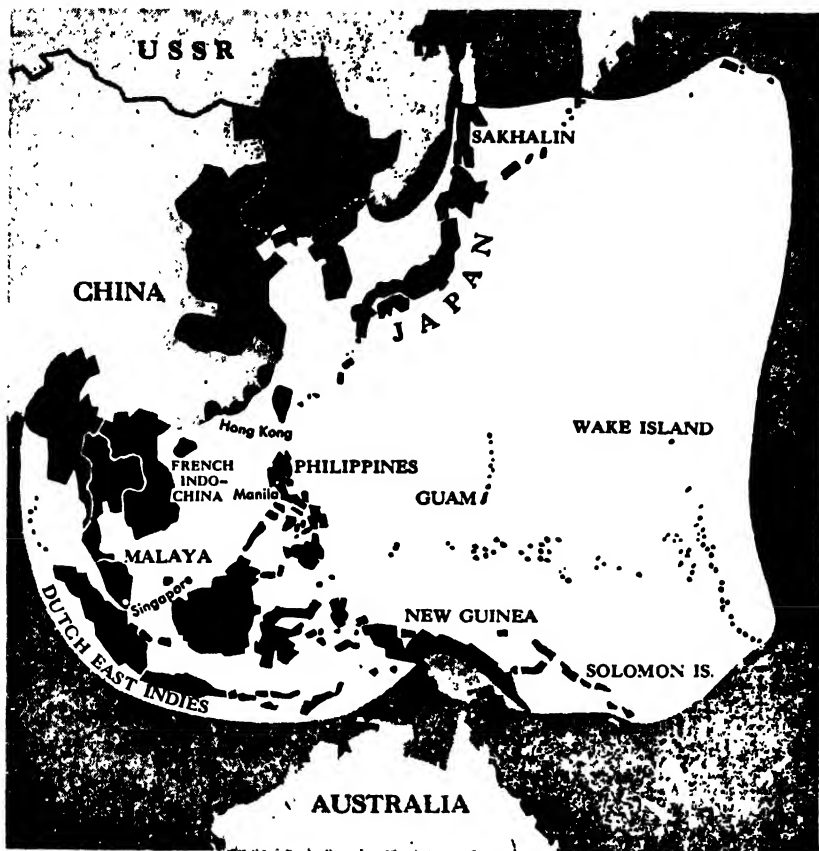 USSR
SAKHALIN
CHINA
JAPAN
Hong Kong
WAKE ISLAND
FRENCH
INDO-
CHINA
PHILIPPINES
Manila
GUAM
MALAYA
Singapore
DUTCH EAST INDIES
NEW GUINEA
SOLOMON IS.
AUSTRALIA